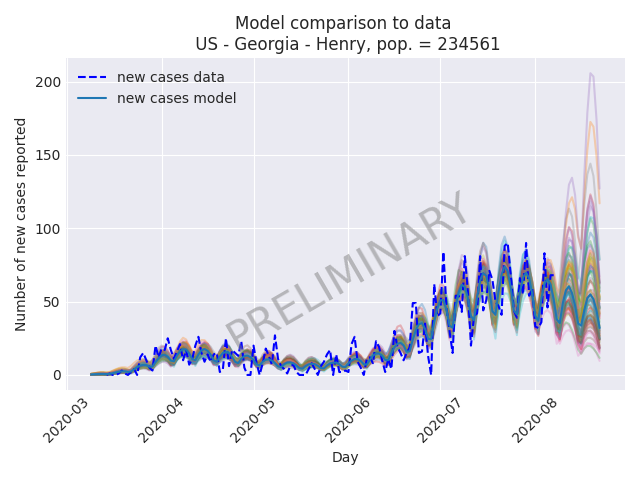 Model comparison to data
US - Georgia - Henry, pop. = 234561
new cases data
new cases model
PRELIMINARY
Number of new cases reported
200
150
100
50
0
2020-03
2020-04
2020-05
2020-06
2020-07
2020-08
Day